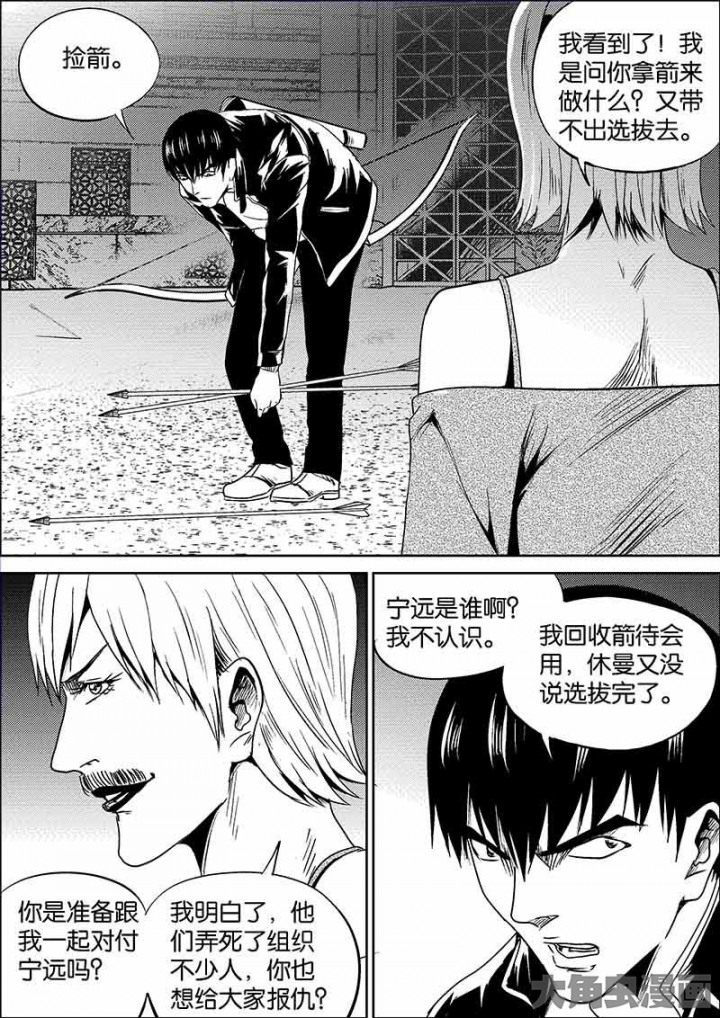 捡箭。
我看到了！我
是问你拿箭来
做什么？又带
不出选拔去。
我明白了，他
们弄死了组织
不少人，你也
想给大家报仇？
你是准备跟
我一起对付
宁远吗？
宁远是谁啊？
我不认识。
我回收箭待会
用，休曼又没
说选拔完了。
大角虫漫画